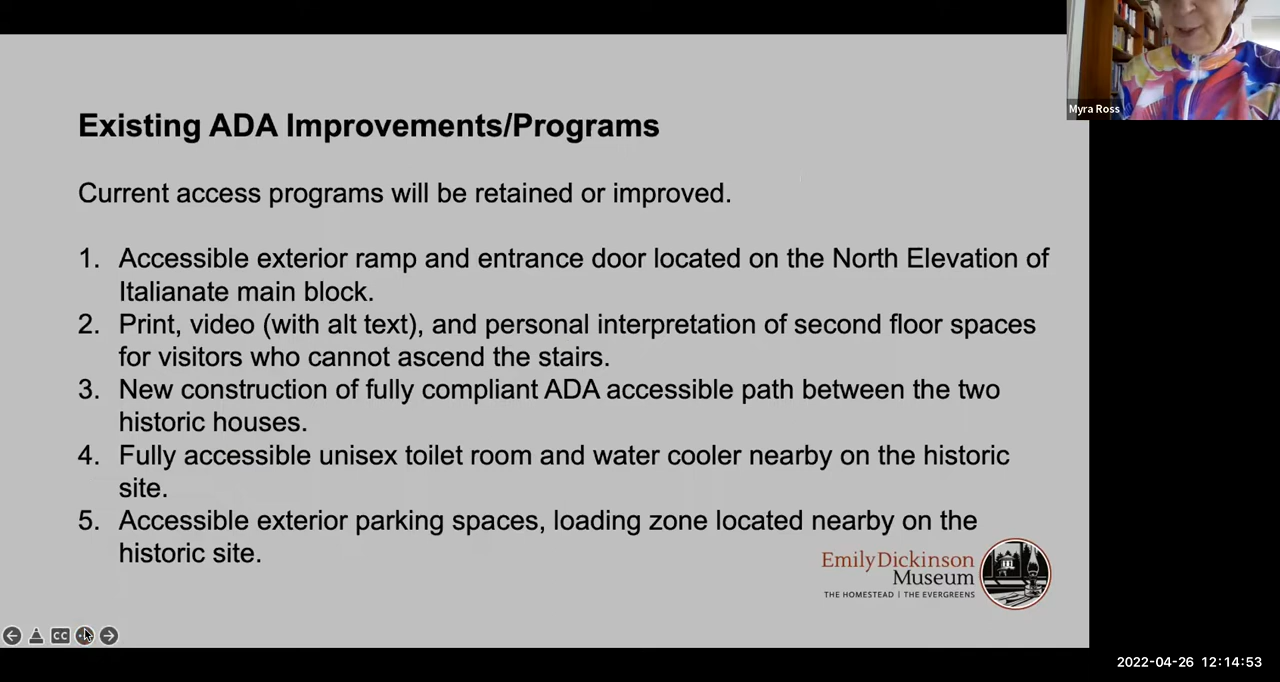 Myra Ross
Existing ADA Improvements/Programs
Current access programs will be retained or improved.
1. Accessible exterior ramp and entrance door located on the North Elevation of
Italianate main block.
2. Print, video (with alt text), and personal interpretation of second floor spaces
for visitors who cannot ascend the stairs.
3. New construction of fully compliant ADA accessible path between the two
historic houses.
4. Fully accessible unisex toilet room and water cooler nearby on the historic
site.
5. Accessible exterior parking spaces, loading zone located nearby on the
historic site.
EmilyDickinson
Museum
THE HOMESTEAD | THE EVERGREENS
CC
2022-04-26 12:14:53